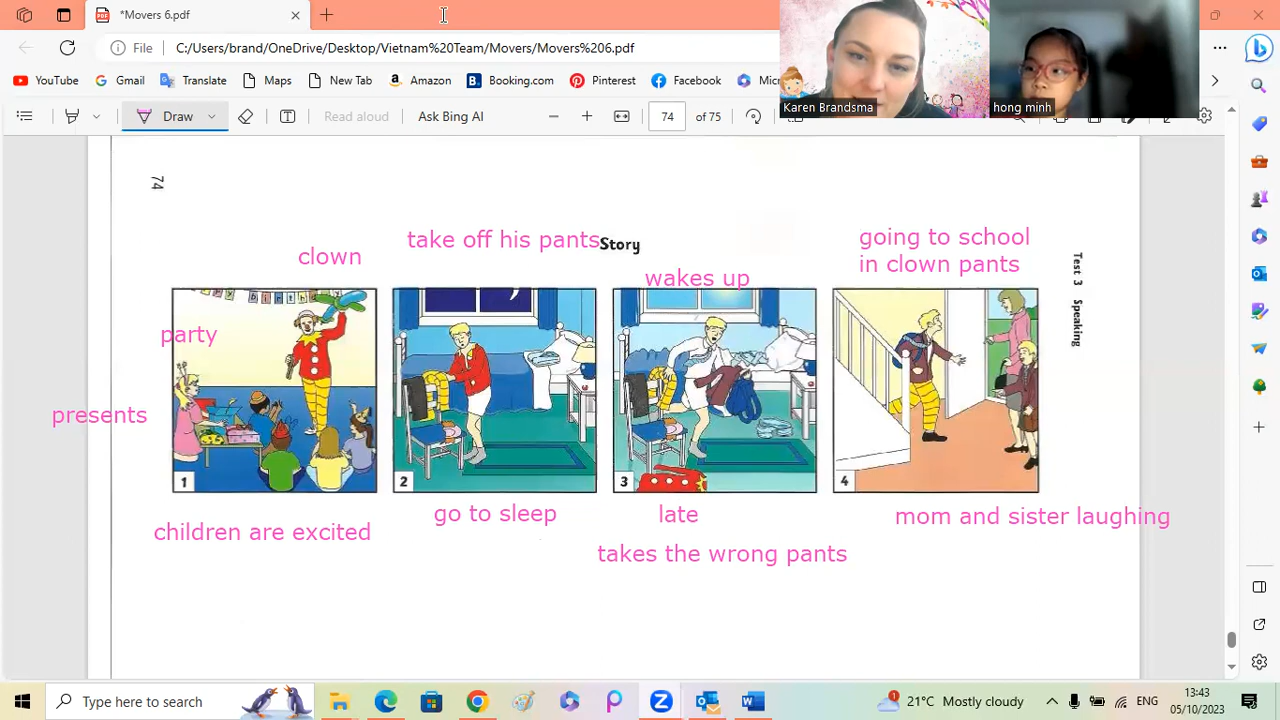 *Movers 6.pdf
File
C:/Users/brand/OneDrive/Desktop/Vietnam%20Team/Movers/Movers%206.pdf
YouTube
Gmail
Translate
Maps
New Tab
Amazon
Booking.com
Pinterest
Facebook
Karen Brandsma
hong minh
Draw
Read aloud
Ask Bing AI
74
of 75
74
Story
Test 3 Speaking
clown
take off his pants
wakes up
going to school
in clown pants
party
presents
1
2
3
4
children are excited
go to sleep
late
takes the wrong pants
mom and sister laughing
Type here to search
1
21°C Mostly cloudy
ENG
13:43
05/10/2023